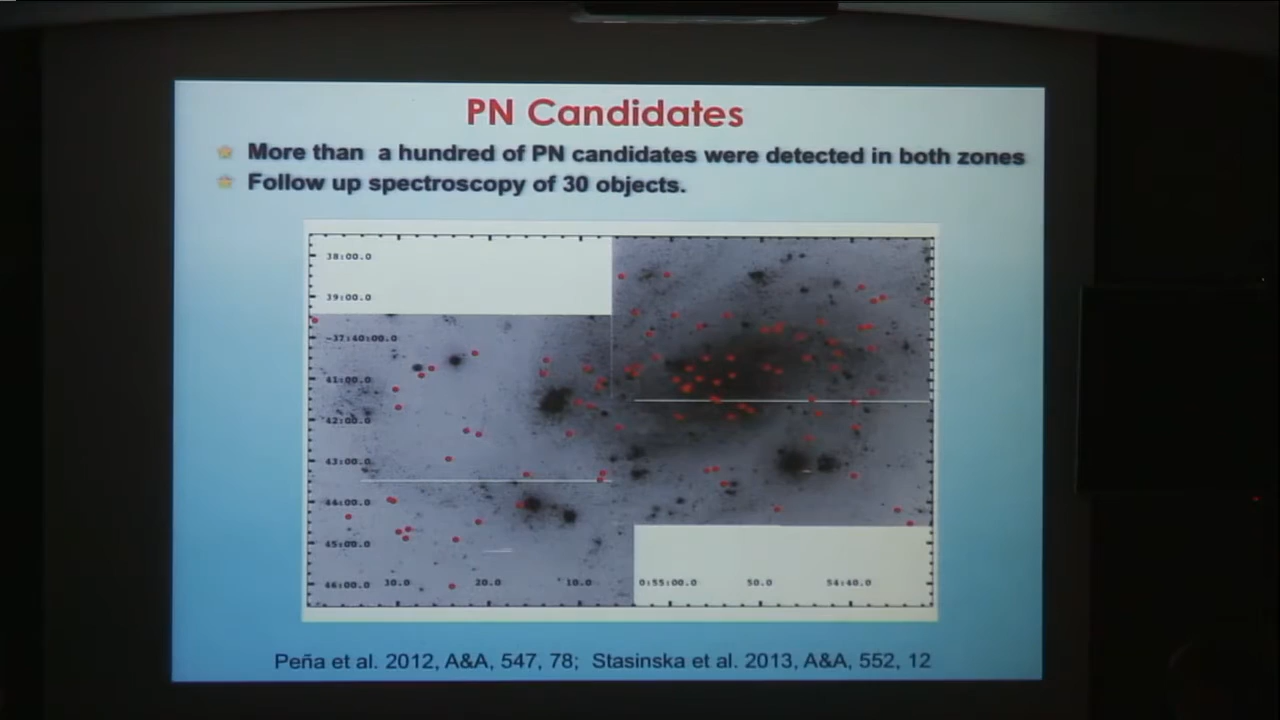 PN Candidates
More than a hundred of PN candidates were detected in both zones
Follow up spectroscopy of 30 objects.
38:00.0
39:00.0
-37:40:00.0
41:00.0
42:00.0
43:00.0
44:00.0
45:00.0
46:00.0 30.0 20.0 10.0 0:55:00.0 50.0 54:40.0
Peña et al. 2012, A&A, 547, 78; Stasinska et al. 2013, A&A, 552, 12